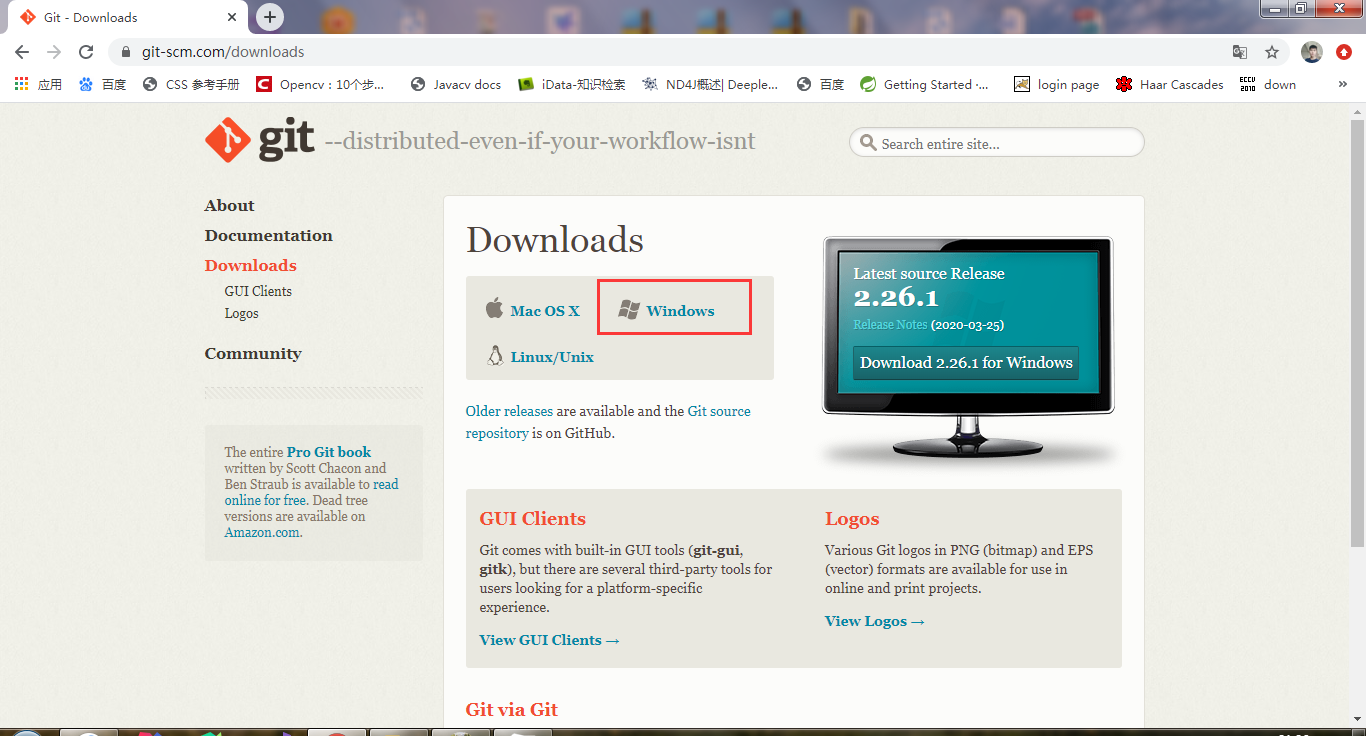 Git - Downloads
git-scm.com/downloads
应用 百度 CSS 参考手册 Opencv：10个步... Javacv docs iData-知识检索 ND4J概述| Deeple... 百度 Getting Started ·... login page Haar Cascades ECCV 2010 down »
git --distributed-even-if-your-workflow-isnt
Search entire site...
About
Documentation
Downloads
GUI Clients
Logos
Community
The entire Pro Git book
written by Scott Chacon and
Ben Straub is available to read
online for free. Dead tree
versions are available on
Amazon.com.
Downloads
Mac OS X Windows
Linux/Unix
Older releases are available and the Git source
repository is on GitHub.
Latest source Release
2.26.1
Release Notes (2020-03-25)
Download 2.26.1 for Windows
GUI Clients
Git comes with built-in GUI tools (git-gui,
gitk), but there are several third-party tools for
users looking for a platform-specific
experience.
View GUI Clients →
Logos
Various Git logos in PNG (bitmap) and EPS
(vector) formats are available for use in
online and print projects.
View Logos →
Git via Git